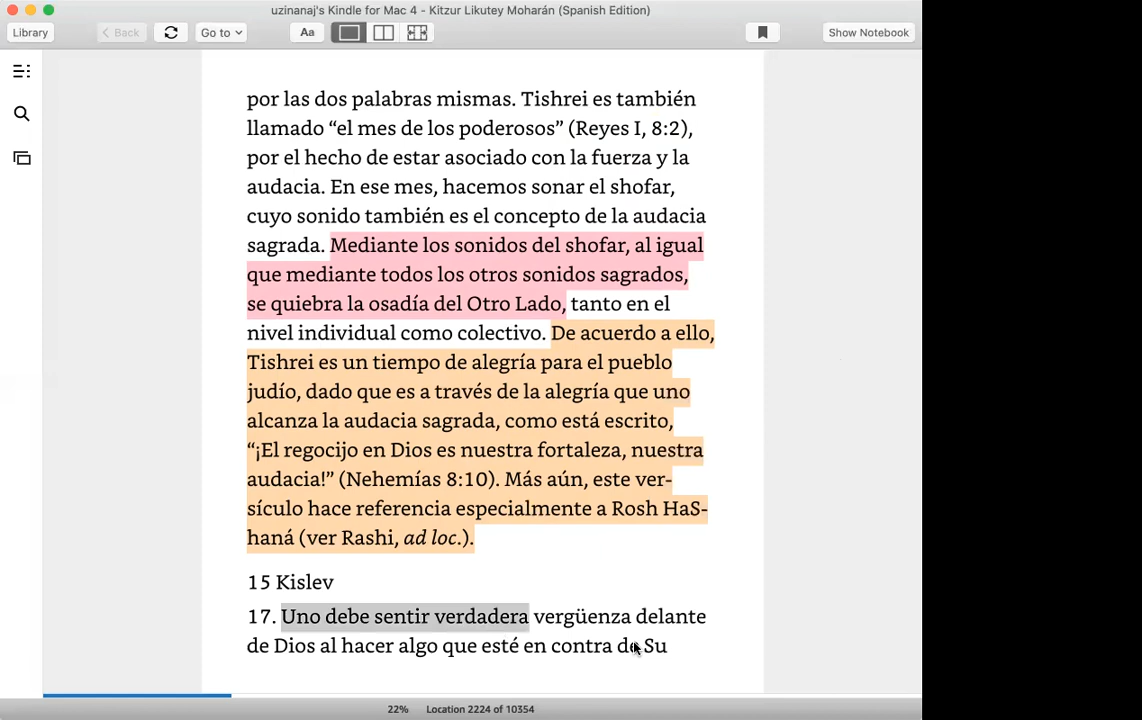 uzinanaj's Kindle for Mac 4 - Kitzur Likutey Moharán (Spanish Edition)
Library
Back
Go to
Aa
Show Notebook
por las dos palabras mismas. Tishrei es también
llamado “el mes de los poderosos” (Reyes I, 8:2),
por el hecho de estar asociado con la fuerza y la
audacia. En ese mes, hacemos sonar el shofar,
cuyo sonido también es el concepto de la audacia
sagrada. Mediante los sonidos del shofar, al igual
que mediante todos los otros sonidos sagrados,
se quiebra la osadía del Otro Lado, tanto en el
nivel individual como colectivo. De acuerdo a ello,
Tishrei es un tiempo de alegría para el pueblo
judío, dado que es a través de la alegría que uno
alcanza la audacia sagrada, como está escrito,
“¡El regocijo en Dios es nuestra fortaleza, nuestra
audacia!” (Nehemías 8:10). Más aún, este ver-
sículo hace referencia especialmente a Rosh HaS-
haná (ver Rashi, ad loc.).
15 Kislev
17. Uno debe sentir verdadera vergüenza delante
de Dios al hacer algo que esté en contra de Su
22% Location 2224 of 10354